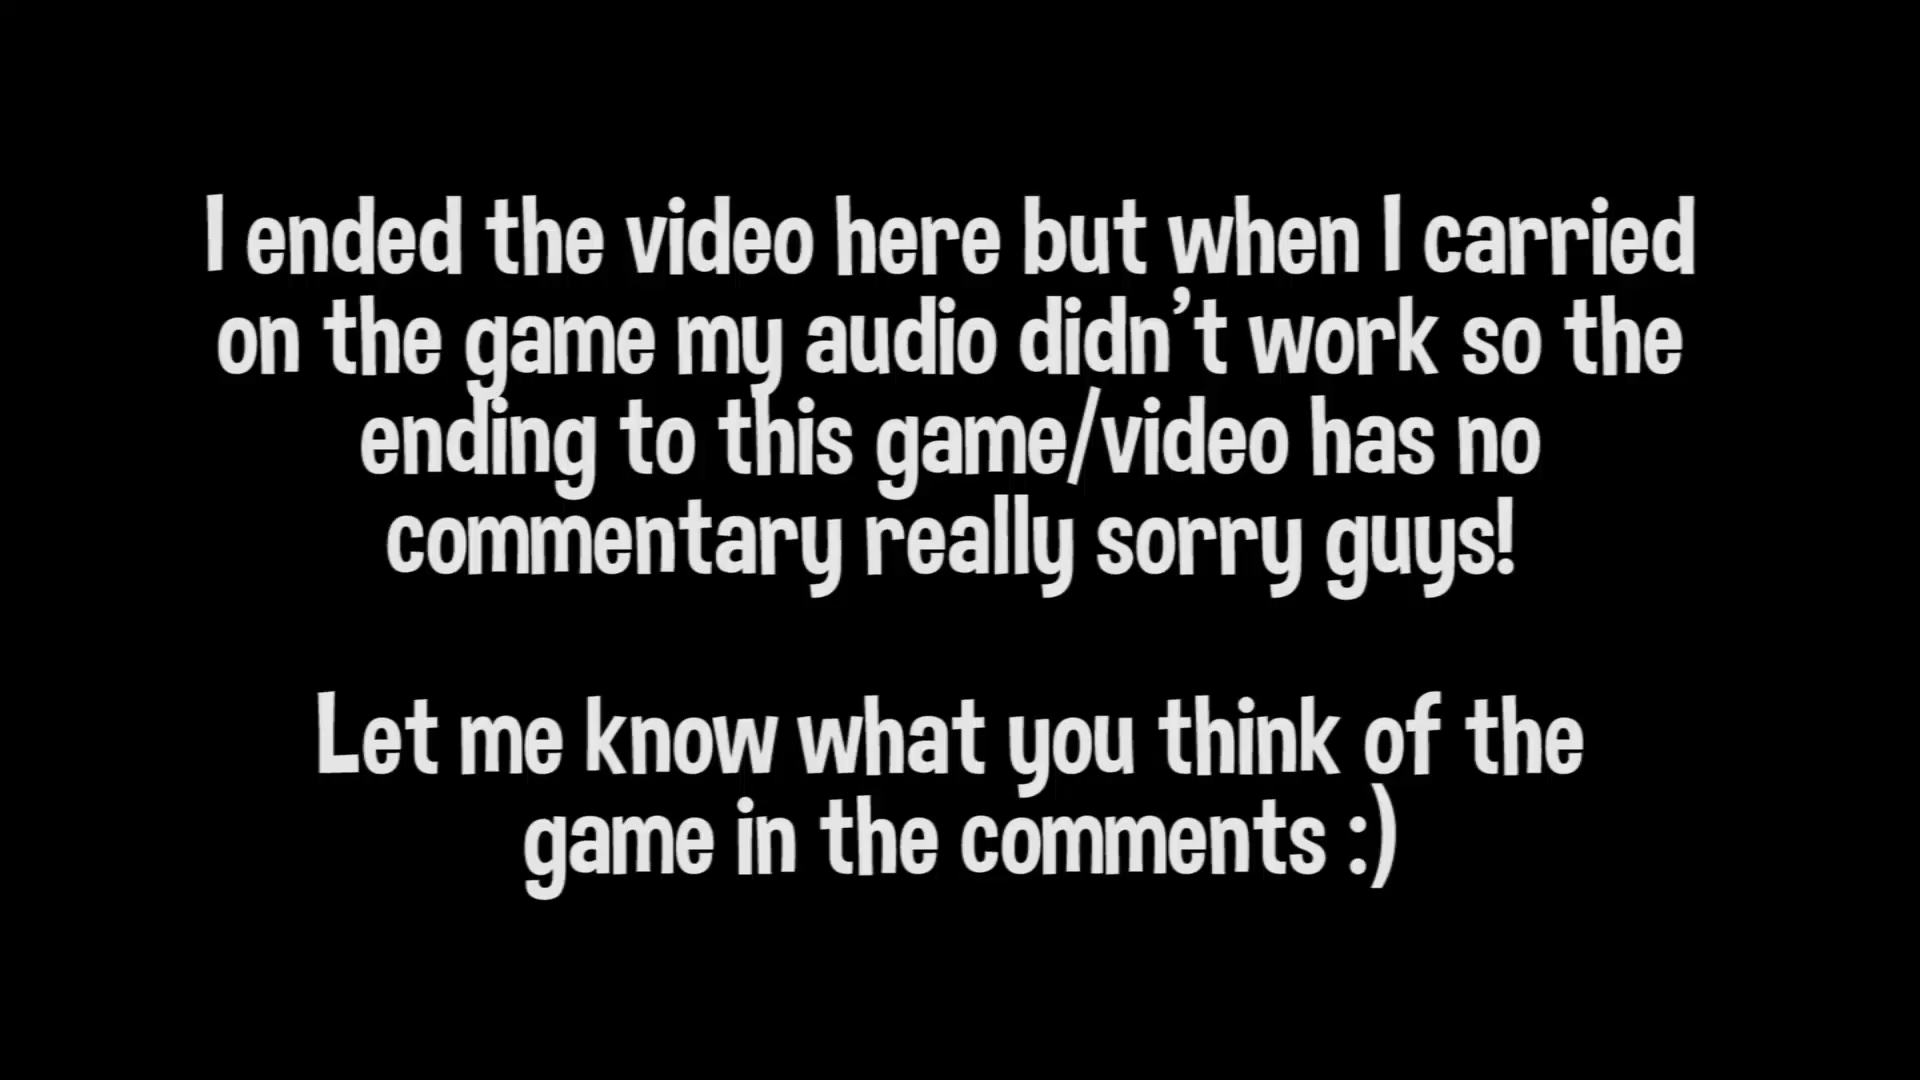 I ended the video here but when I carried
on the game my audio didn't work so the
ending to this game/video has no
commentary really sorry guys!
Let me know what you think of the
game in the comments :)